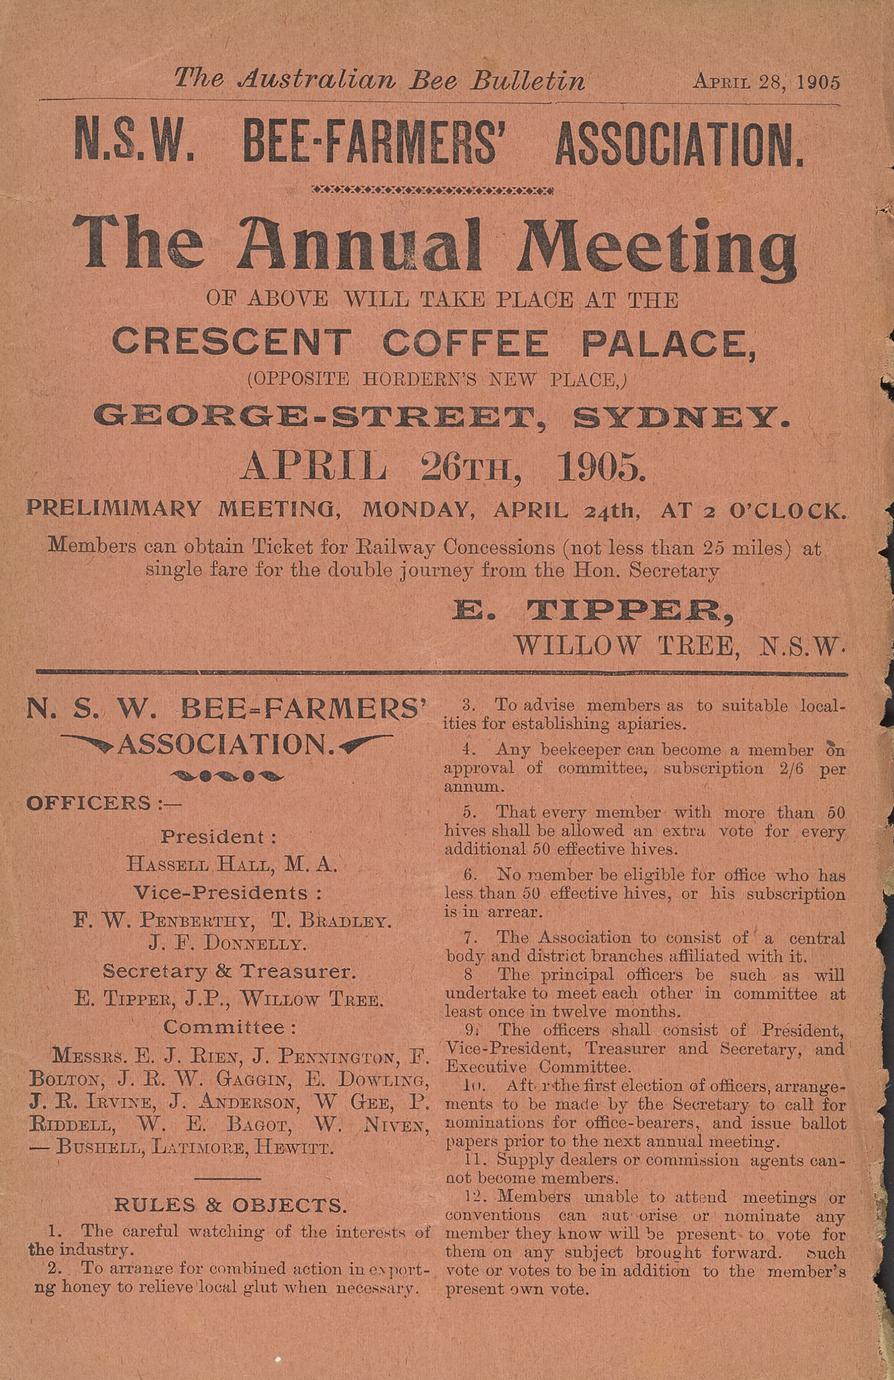 The Australian Bee Bulletin April 28, 1905
N.S.W. BEE-FARMERS' ASSOCIATION.
The Annual Meeting
OF ABOVE WILL TAKE PLACE AT THE
CRESCENT COFFEE PALACE,
(OPPOSITE HORDERN'S NEW PLACE,)
GEORGE-STREET, SYDNEY.
APRIL 26TH, 1905.
PRELIMIMARY MEETING, MONDAY, APRIL 24th, AT 2 O'CLOCK.
Members can obtain Ticket for Railway Concessions (not less than 25 miles) at
single fare for the double journey from the Hon. Secretary
E. TIPPER,
WILLOW TREE, N.S.W.
N. S. W. BEE-FARMERS'
ASSOCIATION.
OFFICERS :—
President :
Hassell Hall, M. A.
Vice-Presidents :
F. W. Penberthy, T. Bradley.
J. F. Donnelly.
Secretary & Treasurer.
E. Tipper, J.P., Willow Tree.
Committee :
Messrs. E. J. Rien, J. Pennington, F.
Bolton, J. R. W. Gaggin, E. Dowling,
J. R. Irvine, J. Anderson, W Gee, P.
Riddell, W. E. Bagot, W. Niven,
— Bushell, Latimore, Hewitt.
RULES & OBJECTS.
1. The careful watching of the interests of
the industry.
2. To arrange for combined action in export-
ng honey to relieve local glut when necessary.
3. To advise members as to suitable local-
ities for establishing apiaries.
4. Any beekeeper can become a member on
approval of committee, subscription 2/6 per
annum.
5. That every member with more than 50
hives shall be allowed an extra vote for every
additional 50 effective hives.
6. No member be eligible for office who has
less than 50 effective hives, or his subscription
is in arrear.
7. The Association to consist of a central
body and district branches affiliated with it.
8 The principal officers be such as will
undertake to meet each other in committee at
least once in twelve months.
9. The officers shall consist of President,
Vice-President, Treasurer and Secretary, and
Executive Committee.
10. After the first election of officers, arrange-
ments to be made by the Secretary to call for
nominations for office-bearers, and issue ballot
papers prior to the next annual meeting.
11. Supply dealers or commission agents can-
not become members.
12. Members unable to attend meetings or
conventions can authorise or nominate any
member they know will be present to vote for
them on any subject brought forward. Such
vote or votes to be in addition to the member's
present own vote.